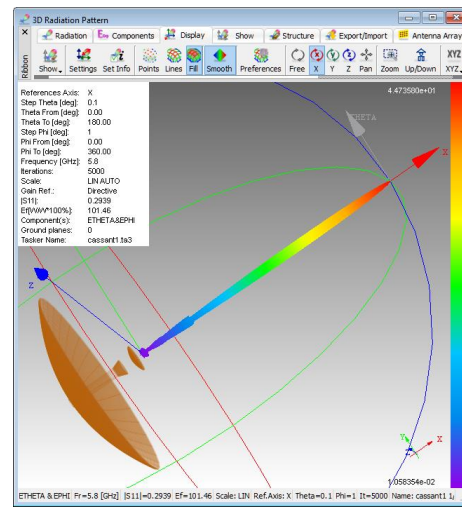 3D Radiation Pattern
Radiation Components Display Show Structure Export/Import Antenna Array
Ribbon
Show Settings Set Info Points Lines Fill Smooth Preferences Free X Y Z Pan Zoom Up/Down XYZ
References Axis: X
Step Theta [deg]: 0.1
Theta From [deg]: 0.00
Theta To [deg]: 180.00
Step Phi [deg]: 1
Phi From [deg]: 0.00
Phi To [deg]: 360.00
Frequency [GHz]: 5.8
Iterations: 5000
Scale: LIN AUTO
Gain Ref.: Directive
|S11|: 0.2939
Ef[W/W*100%]: 101.46
Component(s): ETHETA&EPHI
Ground planes: 0
Tasker Name: cassant1.ta3
4.473580e+01
THETA
X
Z
Y X
1.058354e-02
ETHETA & EPHI Fr=5.8 [GHz] |S11|=0.2939 Ef=101.46 Scale: LIN Ref.Axis: X Theta=0.1 Phi=1 It=5000 Name: cassant1